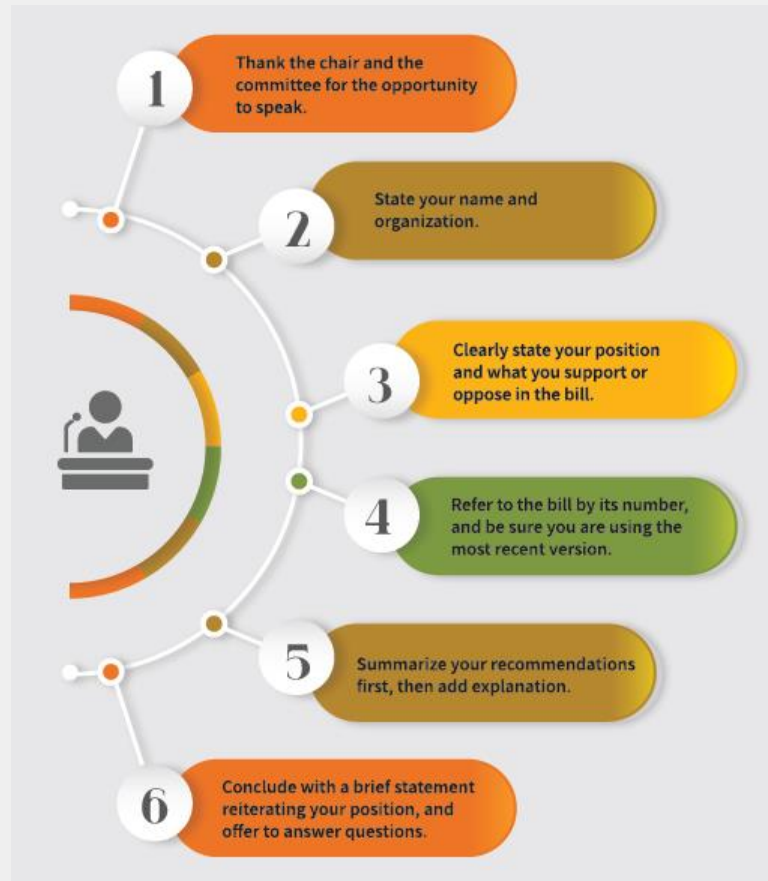 1
Thank the chair and the
committee for the opportunity
to speak.
2
State your name and
organization.
3
Clearly state your position
and what you support or
oppose in the bill.
4
Refer to the bill by its number,
and be sure you are using the
most recent version.
5
Summarize your recommendations
first, then add explanation.
6
Conclude with a brief statement
reiterating your position, and
offer to answer questions.